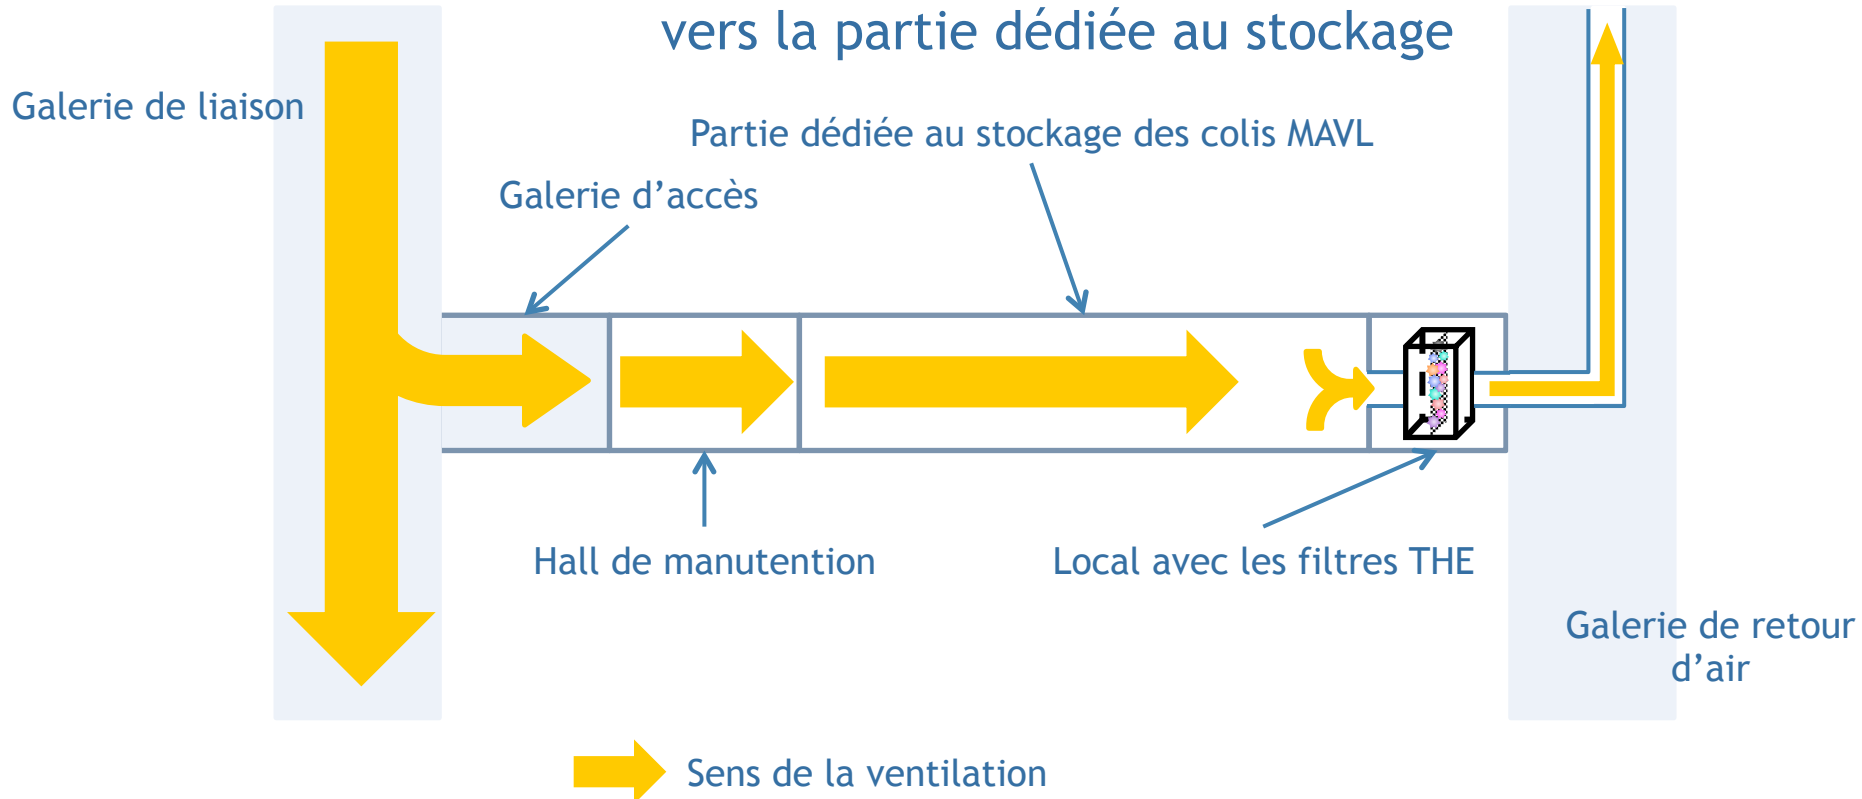 vers la partie dédiée au stockage
Galerie de liaison
Partie dédiée au stockage des colis MAVL
Galerie d’accès
Hall de manutention
Local avec les filtres THE
Galerie de retour
d’air
Sens de la ventilation